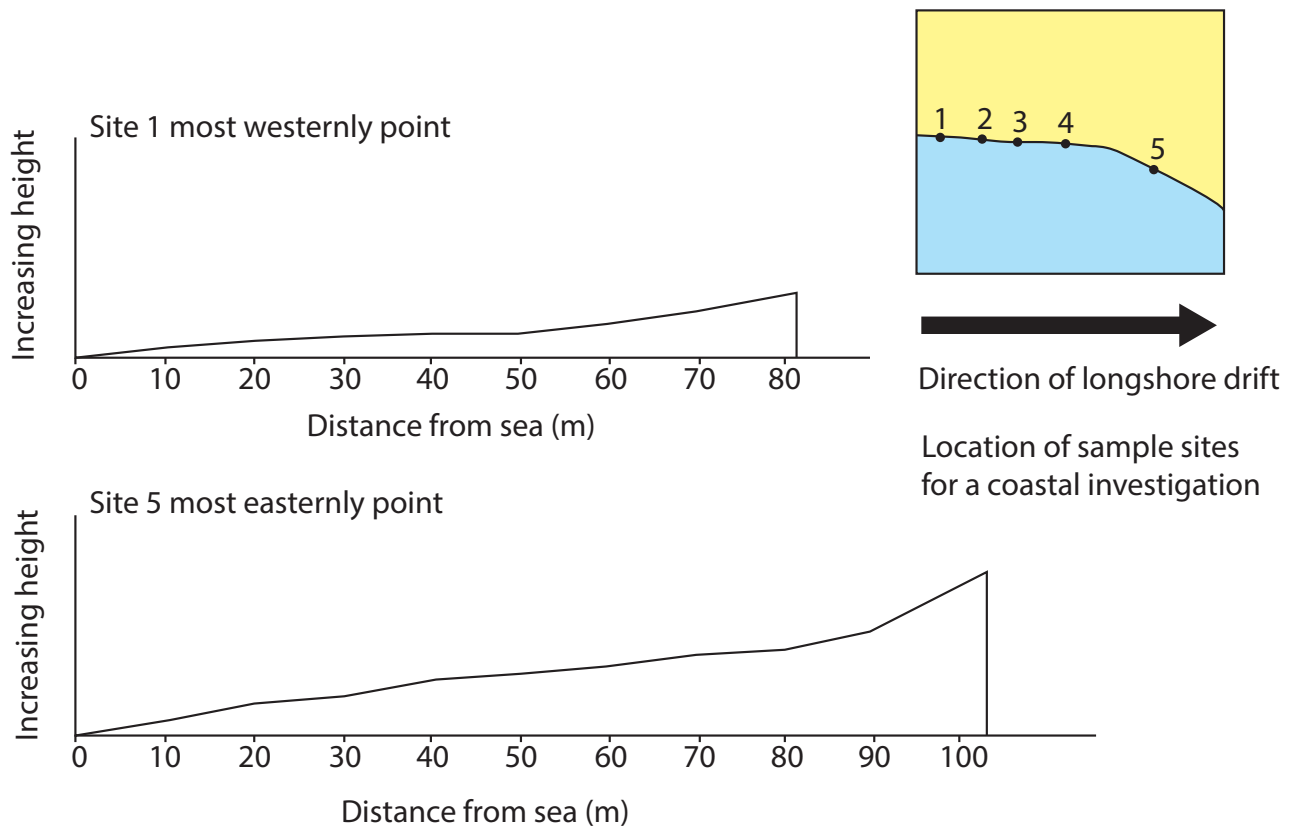 Site 1 most westernly point
Increasing height
0 10 20 30 40 50 60 70 80
Distance from sea (m)
1 2 3 4 5
Direction of longshore drift
Location of sample sites
for a coastal investigation
Site 5 most easternly point
Increasing height
0 10 20 30 40 50 60 70 80 90 100
Distance from sea (m)